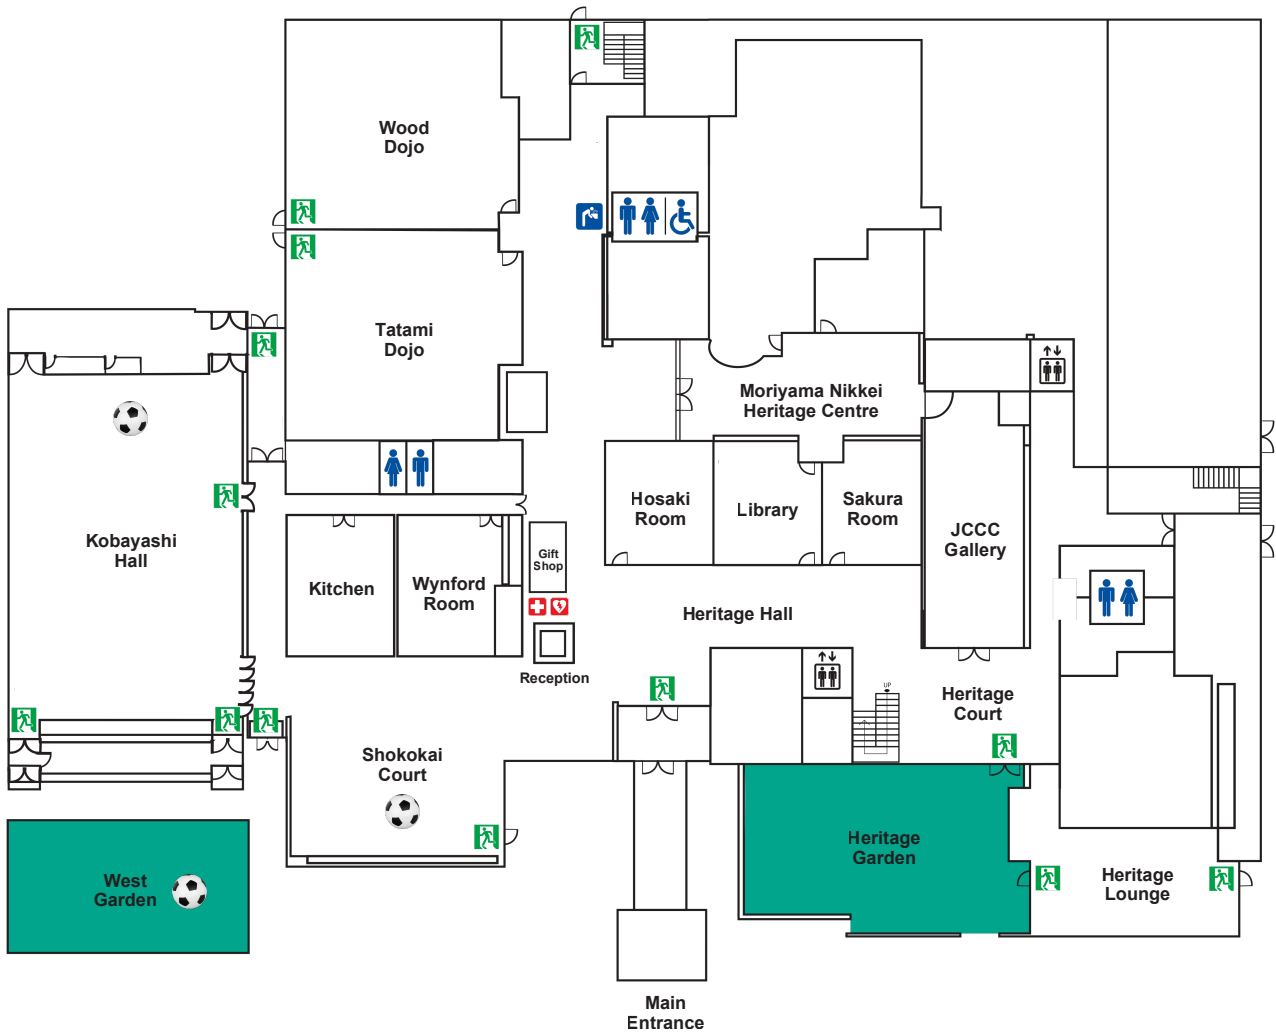 Wood
Dojo
Tatami
Dojo
Moriyama Nikkei
Heritage Centre
Hosaki
Room
Library
Sakura
Room
JCCC
Gallery
Kobayashi
Hall
Kitchen
Wynford
Room
Gift
Shop
Heritage Hall
Reception
UP
Heritage
Court
Shokokai
Court
Heritage
Garden
West
Garden
Heritage
Lounge
Main
Entrance